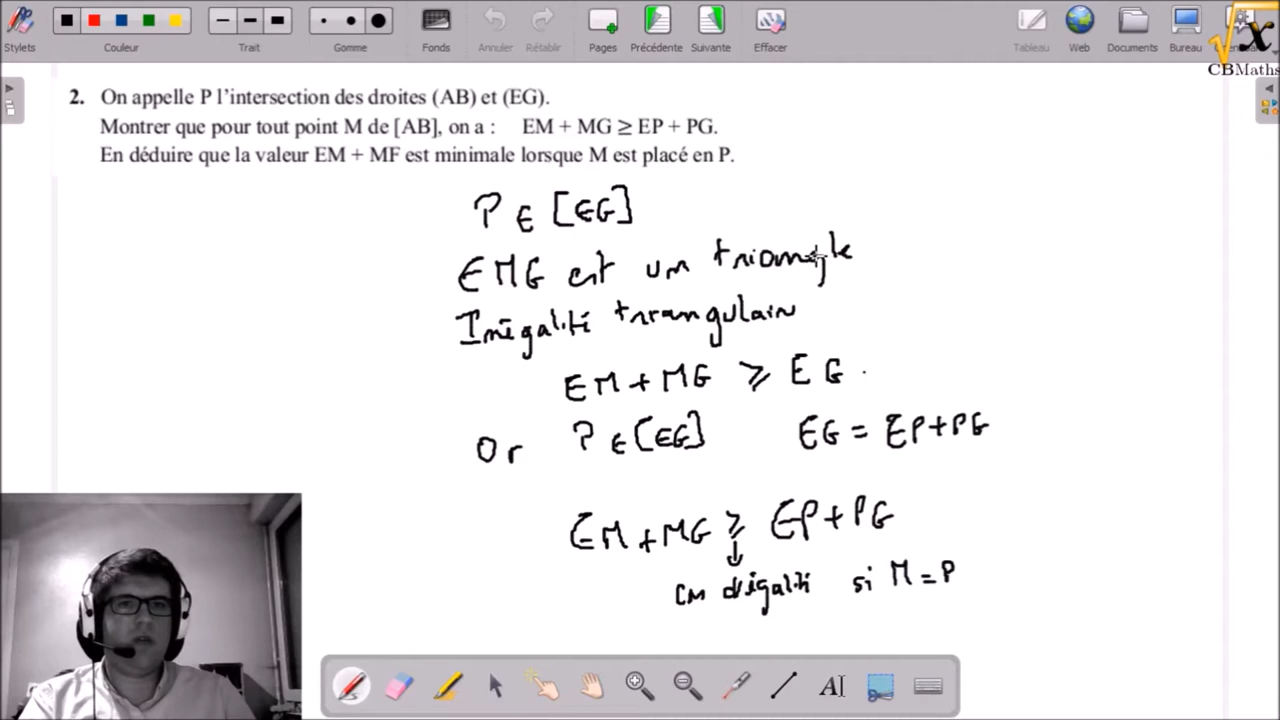 Stylets Couleur Trait Gomme Fonds Annuler Rétablir Pages Précédente Suivante Effacer Tableau Web Documents Bureau
CBMaths
2. On appelle P l'intersection des droites (AB) et (EG).
Montrer que pour tout point M de [AB], on a : EM + MG ≥ EP + PG.
En déduire que la valeur EM + MF est minimale lorsque M est placé en P.
P ∈ [EG]
EMG est un triangle
Inégalité triangulaire
EM + MG ⩾ EG.
Or P ∈ [EG] EG = EP + PG
EM + MG ⩾ EP + PG
d'égalité si M = P
AI